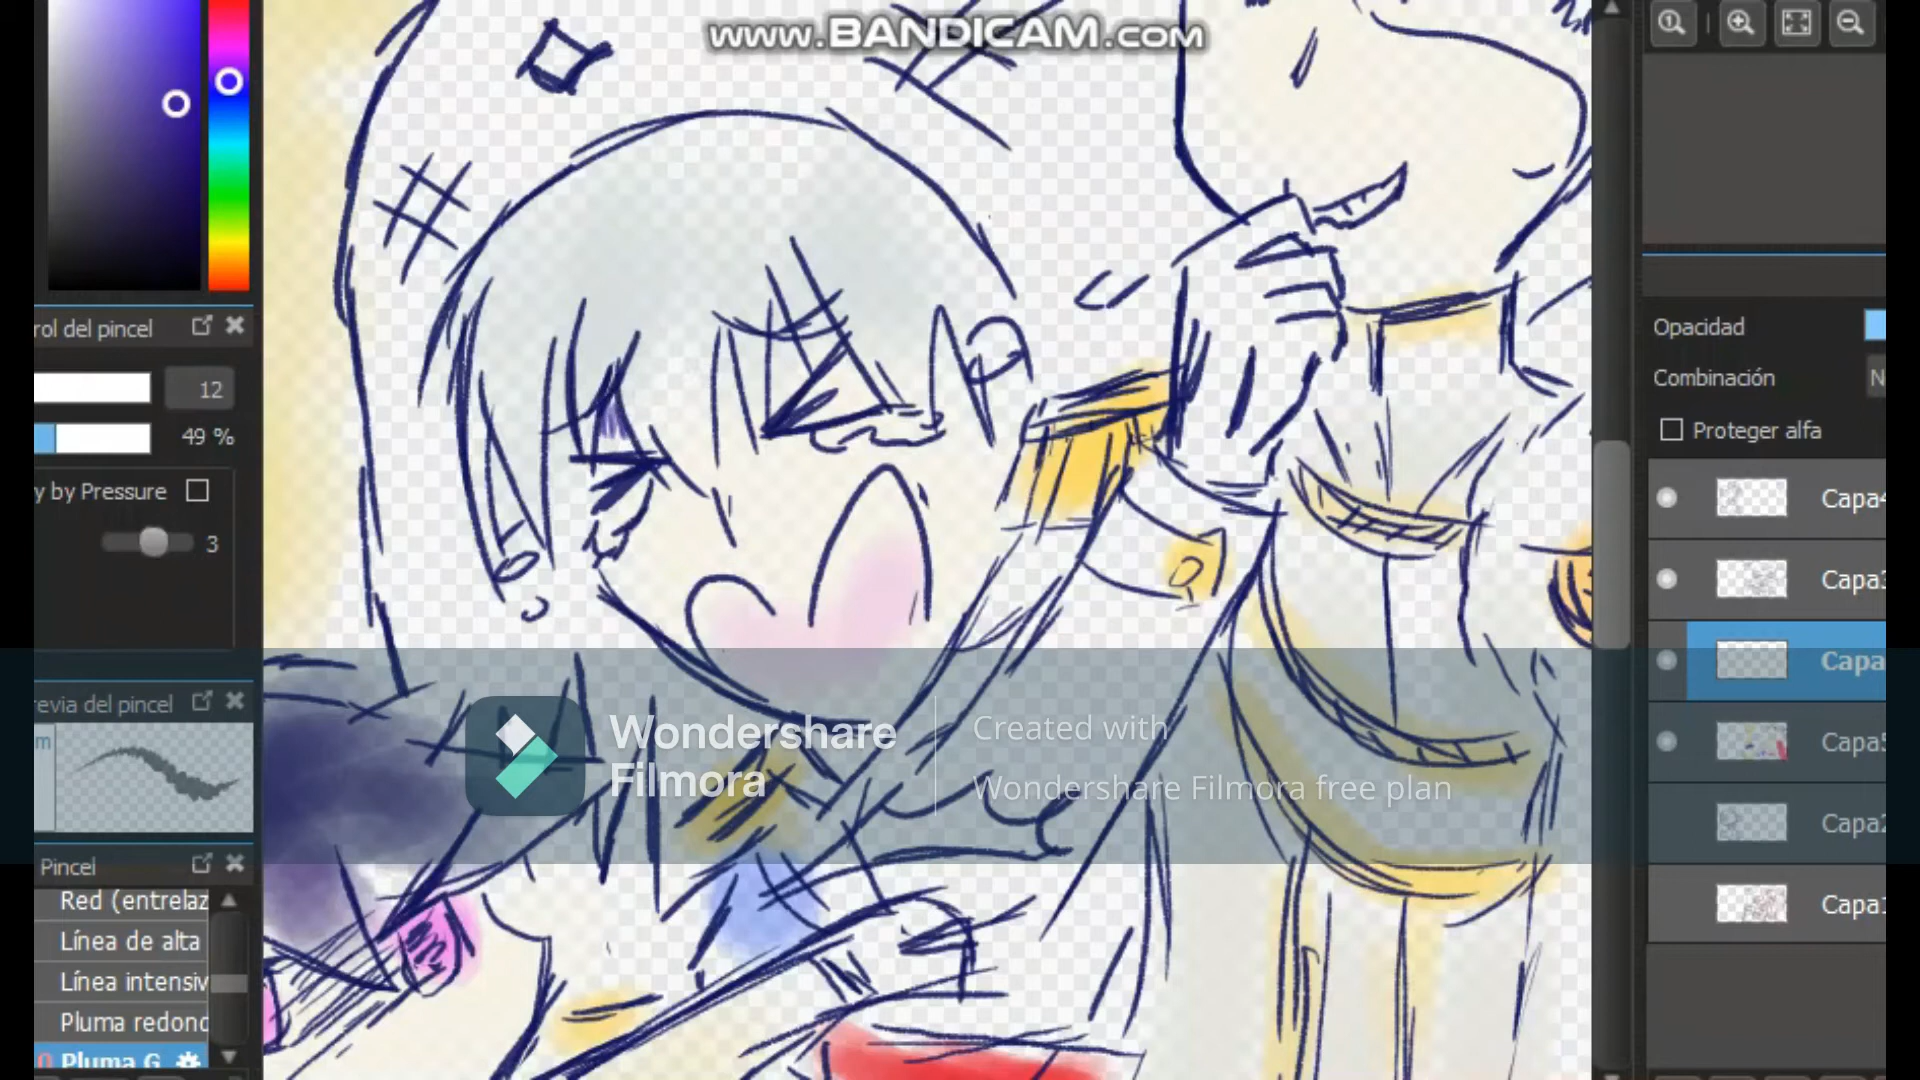 www.BANDICAM.com
rol del pincel
12
49 %
y by Pressure
3
revia del pincel
m
Pincel
Red (entrelaz
Línea de alta
Línea intensiv
Pluma redond
0 Pluma G
Wondershare
Filmora
Created with
Wondershare Filmora free plan
Opacidad
Combinación
N
Proteger alfa
Capa4
Capa3
Capa
Capa5
Capa2
Capa1